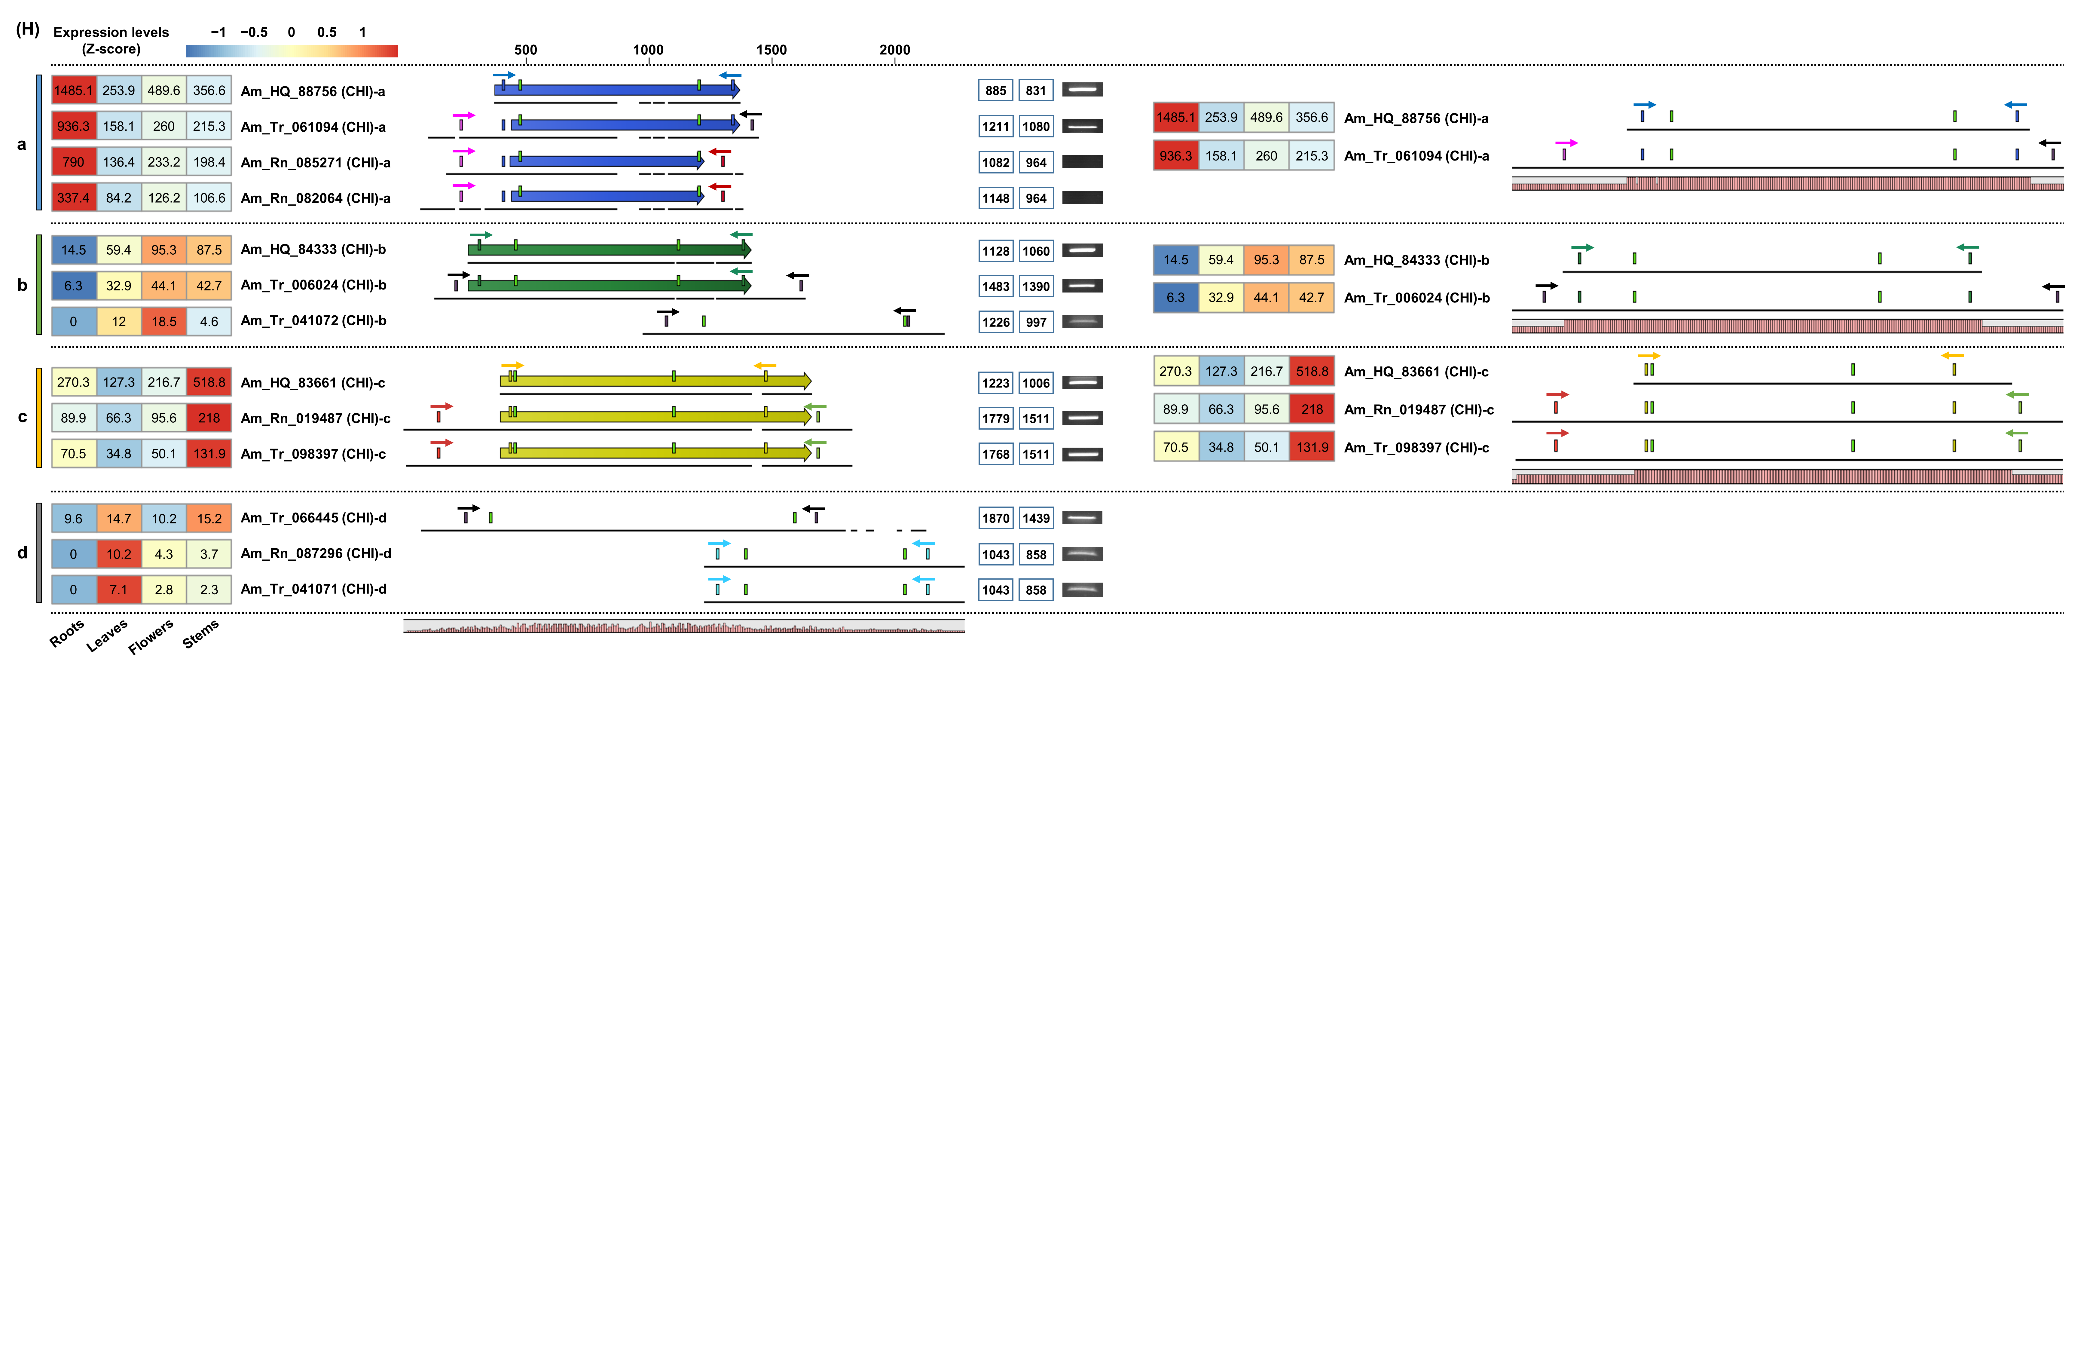 (H) Expression levels
(Z-score)
−1 −0.5 0 0.5 1
500 1000 1500 2000
a
1485.1 253.9 489.6 356.6 Am_HQ_88756 (CHI)-a 885 831
936.3 158.1 260 215.3 Am_Tr_061094 (CHI)-a 1211 1080
790 136.4 233.2 198.4 Am_Rn_085271 (CHI)-a 1082 964
337.4 84.2 126.2 106.6 Am_Rn_082064 (CHI)-a 1148 964
1485.1 253.9 489.6 356.6 Am_HQ_88756 (CHI)-a
936.3 158.1 260 215.3 Am_Tr_061094 (CHI)-a
b
14.5 59.4 95.3 87.5 Am_HQ_84333 (CHI)-b 1128 1060
6.3 32.9 44.1 42.7 Am_Tr_006024 (CHI)-b 1483 1390
0 12 18.5 4.6 Am_Tr_041072 (CHI)-b 1226 997
14.5 59.4 95.3 87.5 Am_HQ_84333 (CHI)-b
6.3 32.9 44.1 42.7 Am_Tr_006024 (CHI)-b
c
270.3 127.3 216.7 518.8 Am_HQ_83661 (CHI)-c 1223 1006
89.9 66.3 95.6 218 Am_Rn_019487 (CHI)-c 1779 1511
70.5 34.8 50.1 131.9 Am_Tr_098397 (CHI)-c 1768 1511
270.3 127.3 216.7 518.8 Am_HQ_83661 (CHI)-c
89.9 66.3 95.6 218 Am_Rn_019487 (CHI)-c
70.5 34.8 50.1 131.9 Am_Tr_098397 (CHI)-c
d
9.6 14.7 10.2 15.2 Am_Tr_066445 (CHI)-d 1870 1439
0 10.2 4.3 3.7 Am_Rn_087296 (CHI)-d 1043 858
0 7.1 2.8 2.3 Am_Tr_041071 (CHI)-d 1043 858
Roots Leaves Flowers Stems